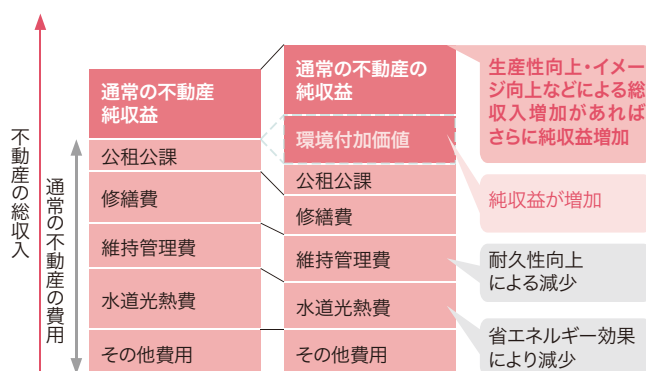 不動産の総収入
通常の不動産の費用
通常の不動産
純収益
公租公課
修繕費
維持管理費
水道光熱費
その他費用
通常の不動産の
純収益
環境付加価値
公租公課
修繕費
維持管理費
水道光熱費
その他費用
生産性向上・イメー
ジ向上などによる総
収入増加があれば
さらに純収益増加
純収益が増加
耐久性向上
による減少
省エネルギー効果
により減少